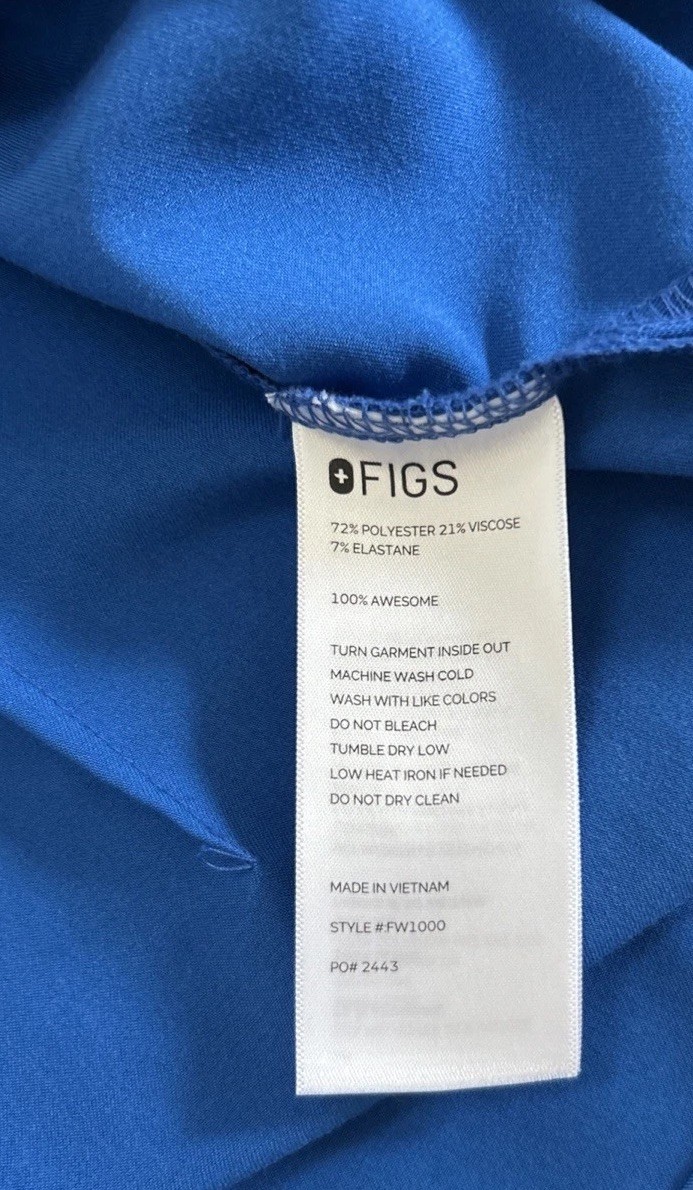 FIGS
72% POLYESTER 21% VISCOSE
7% ELASTANE
100% AWESOME
TURN GARMENT INSIDE OUT
MACHINE WASH COLD
WASH WITH LIKE COLORS
DO NOT BLEACH
TUMBLE DRY LOW
LOW HEAT IRON IF NEEDED
DO NOT DRY CLEAN
MADE IN VIETNAM
STYLE #:FW1000
PO# 2443